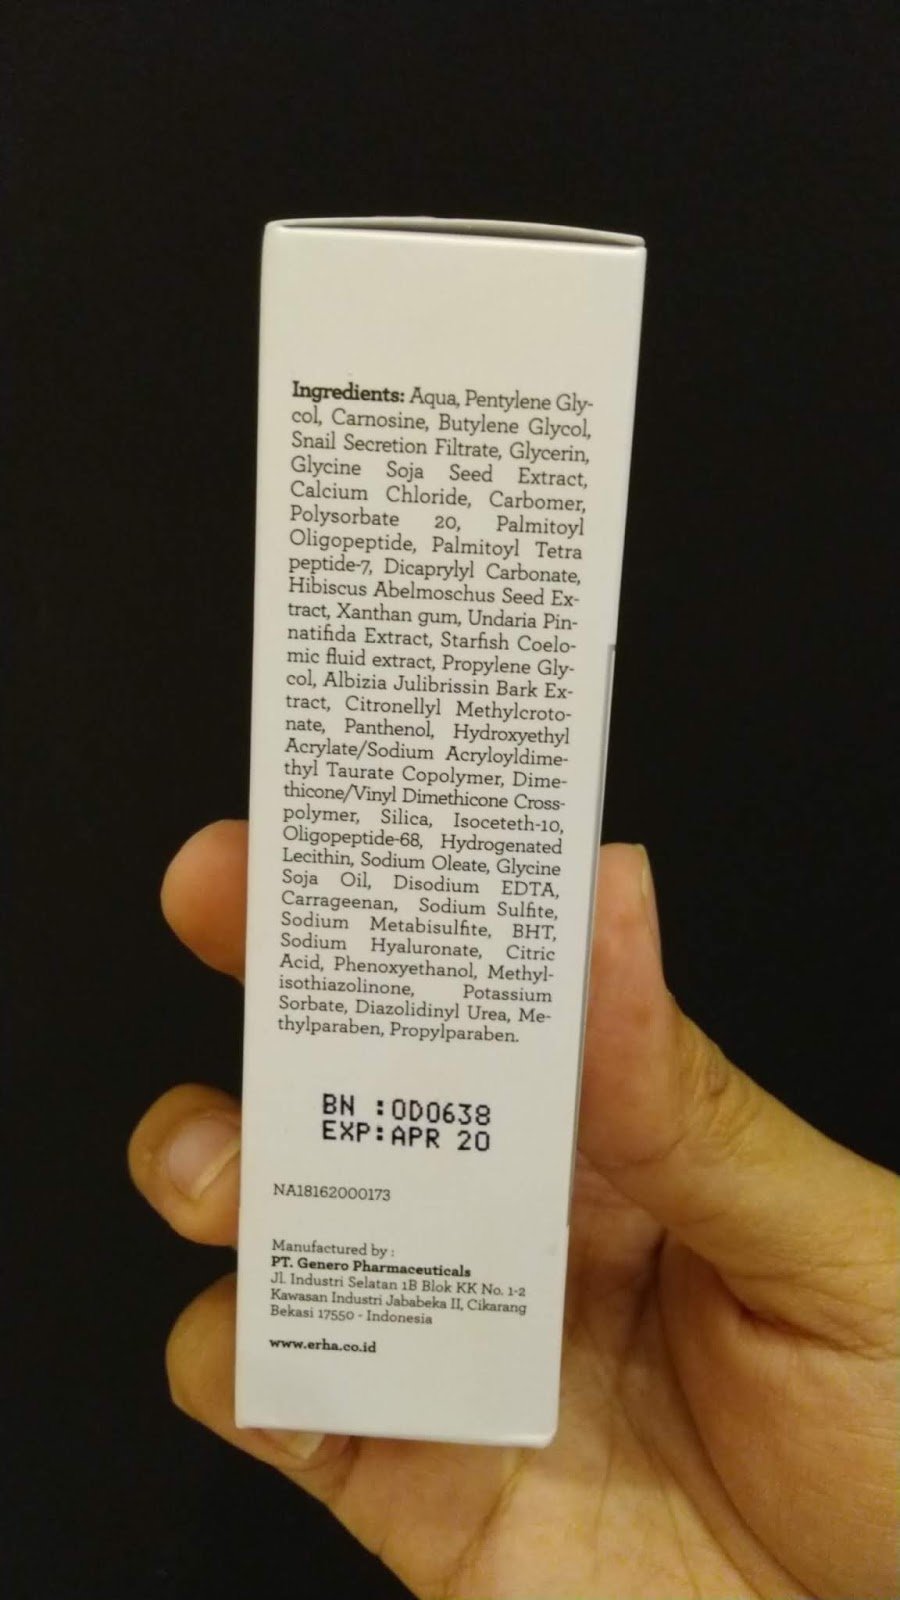 Ingredients: Aqua, Pentylene Gly-
col, Carnosine, Butylene Glycol,
Snail Secretion Filtrate, Glycerin,
Glycine Soja Seed Extract,
Calcium Chloride, Carbomer,
Polysorbate 20, Palmitoyl
Oligopeptide, Palmitoyl Tetra
peptide-7, Dicaprylyl Carbonate,
Hibiscus Abelmoschus Seed Ex-
tract, Xanthan gum, Undaria Pin-
natifida Extract, Starfish Coelo-
mic fluid extract, Propylene Gly-
col, Albizia Julibrissin Bark Ex-
tract, Citronellyl Methylcroto-
nate, Panthenol, Hydroxyethyl
Acrylate/Sodium Acryloyldime-
thyl Taurate Copolymer, Dime-
thicone/Vinyl Dimethicone Cross-
polymer, Silica, Isoceteth-10,
Oligopeptide-68, Hydrogenated
Lecithin, Sodium Oleate, Glycine
Soja Oil, Disodium EDTA,
Carrageenan, Sodium Sulfite,
Sodium Metabisulfite, BHT,
Sodium Hyaluronate, Citric
Acid, Phenoxyethanol, Methyl-
isothiazolinone, Potassium
Sorbate, Diazolidinyl Urea, Me-
thylparaben, Propylparaben.
BN :0D0638
EXP:APR 20
NA18162000173
Manufactured by :
PT. Genero Pharmaceuticals
Jl. Industri Selatan 1B Blok KK No. 1-2
Kawasan Industri Jababeka II, Cikarang
Bekasi 17550 - Indonesia
www.erha.co.id